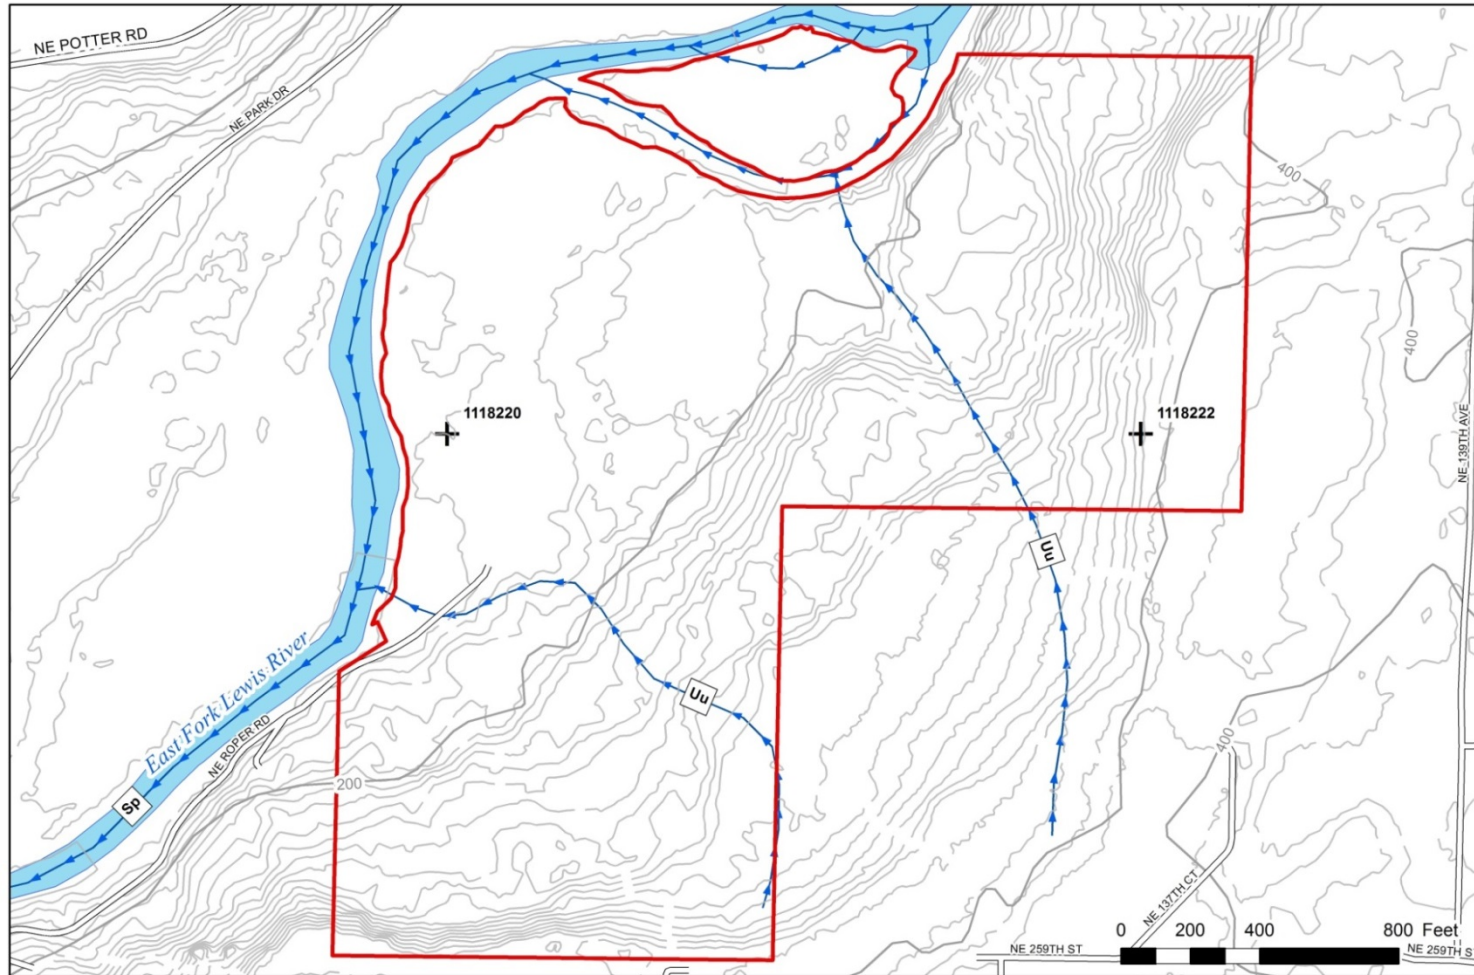 NE POTTER RD
NE PARK DR
400
400
1118220
1118222
NE 139TH AVE
Uu
Uu
East Fork Lewis River
NE ROPER RD
Sp
200
400
NE 137TH CT
0 200 400 800 Feet
NE 259TH ST
NE 259TH S